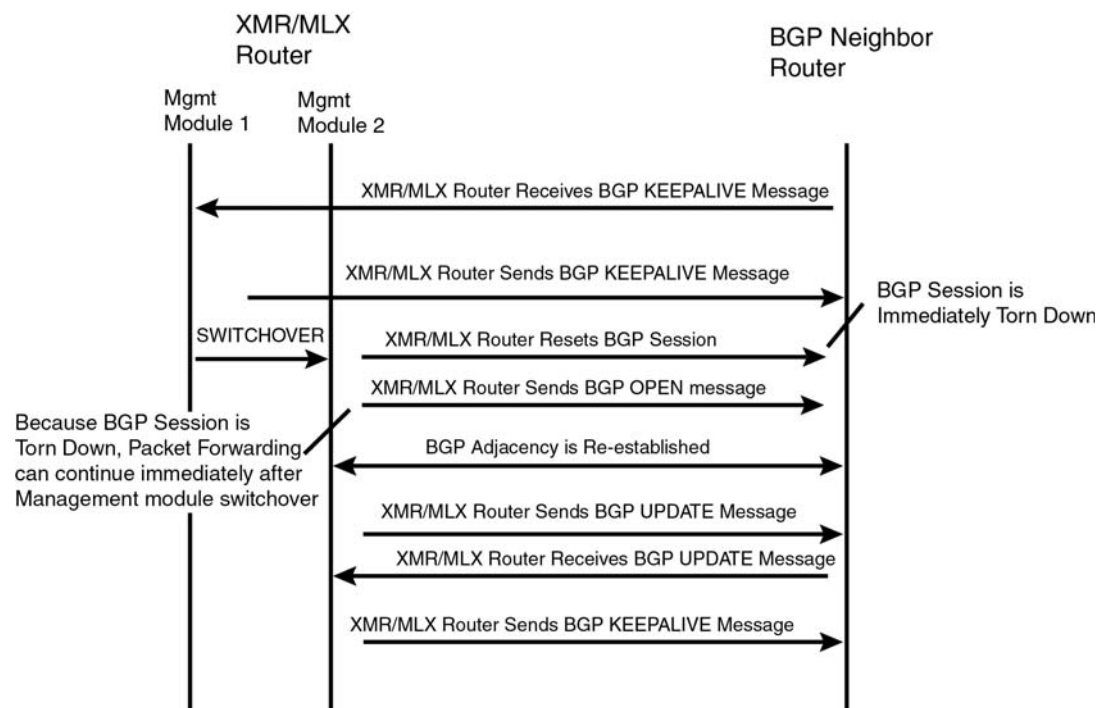 XMR/MLX
Router
BGP Neighbor
Router
Mgmt
Module 1
Mgmt
Module 2
XMR/MLX Router Receives BGP KEEPALIVE Message
XMR/MLX Router Sends BGP KEEPALIVE Message
BGP Session is
Immediately Torn Down
SWITCHOVER
XMR/MLX Router Resets BGP Session
XMR/MLX Router Sends BGP OPEN message
Because BGP Session is
Torn Down, Packet Forwarding
can continue immediately after
Management module switchover
BGP Adjacency is Re-established
XMR/MLX Router Sends BGP UPDATE Message
XMR/MLX Router Receives BGP UPDATE Message
XMR/MLX Router Sends BGP KEEPALIVE Message